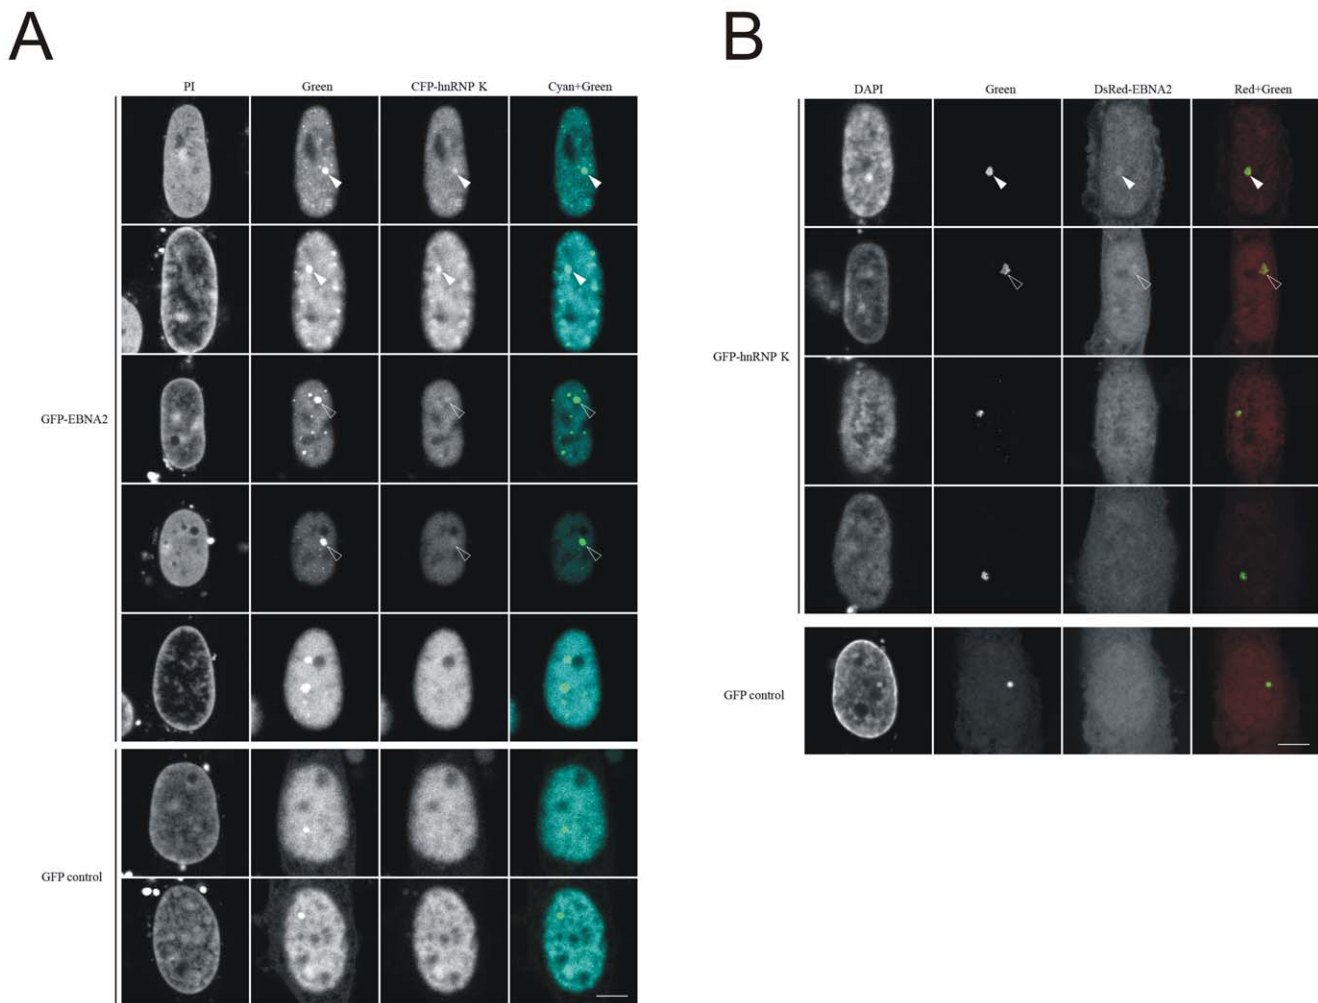 A
B
PI Green CFP-hnRNP K Cyan+Green
DAPI Green DsRed-EBNA2 Red+Green
GFP-EBNA2
GFP-hnRNP K
GFP control
GFP control